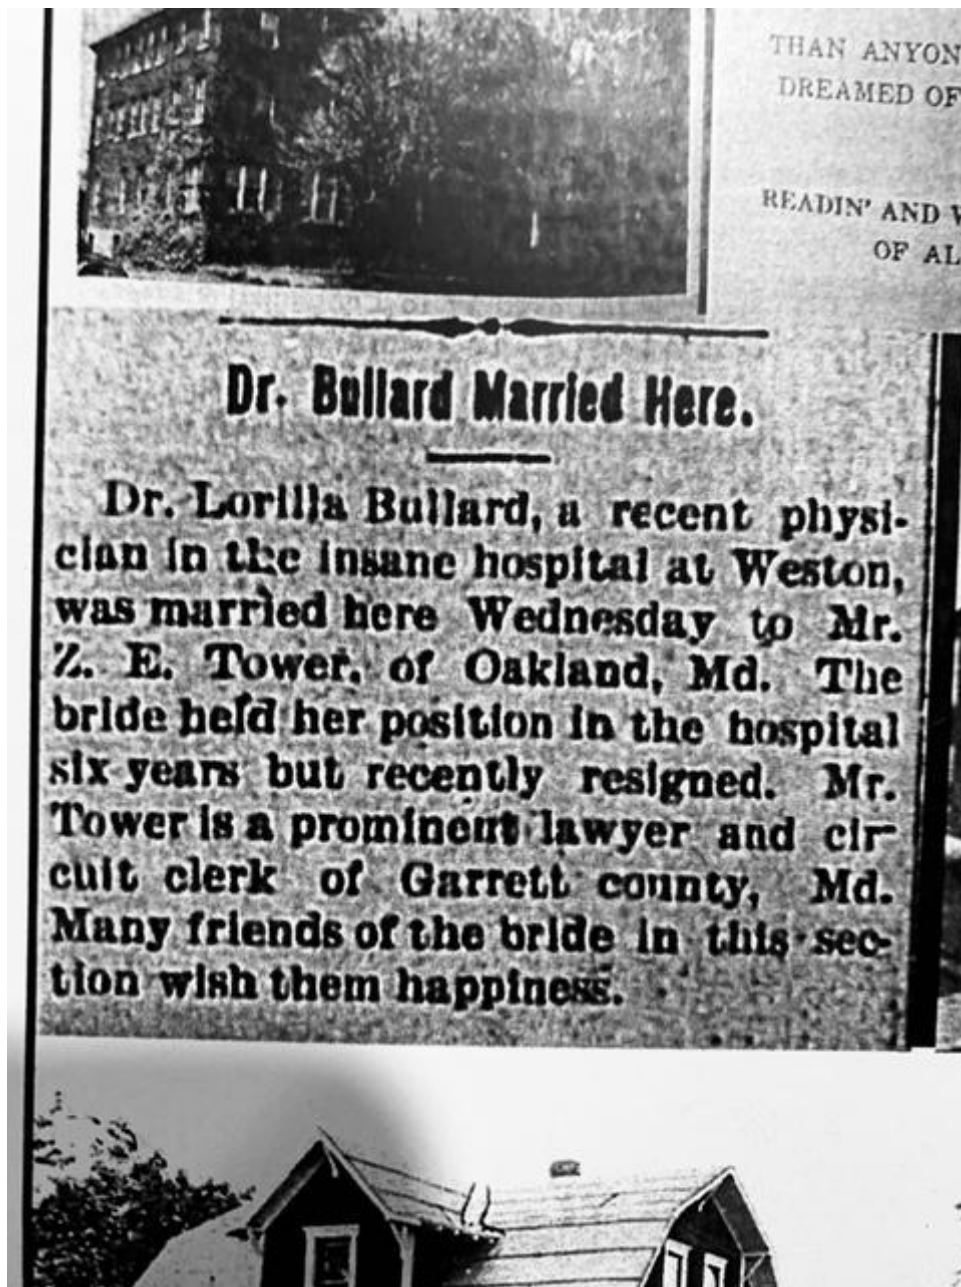 THAN ANYON
DREAMED OF
READIN' AND W
OF AL
Dr. Bullard Married Here.
Dr. Lorilla Bullard, a recent physi-
cian in the insane hospital at Weston,
was married here Wednesday to Mr.
Z. E. Tower, of Oakland, Md. The
bride held her position in the hospital
six years but recently resigned. Mr.
Tower is a prominent lawyer and cir-
cuit clerk of Garrett county, Md.
Many friends of the bride in this sec-
tion wish them happiness.